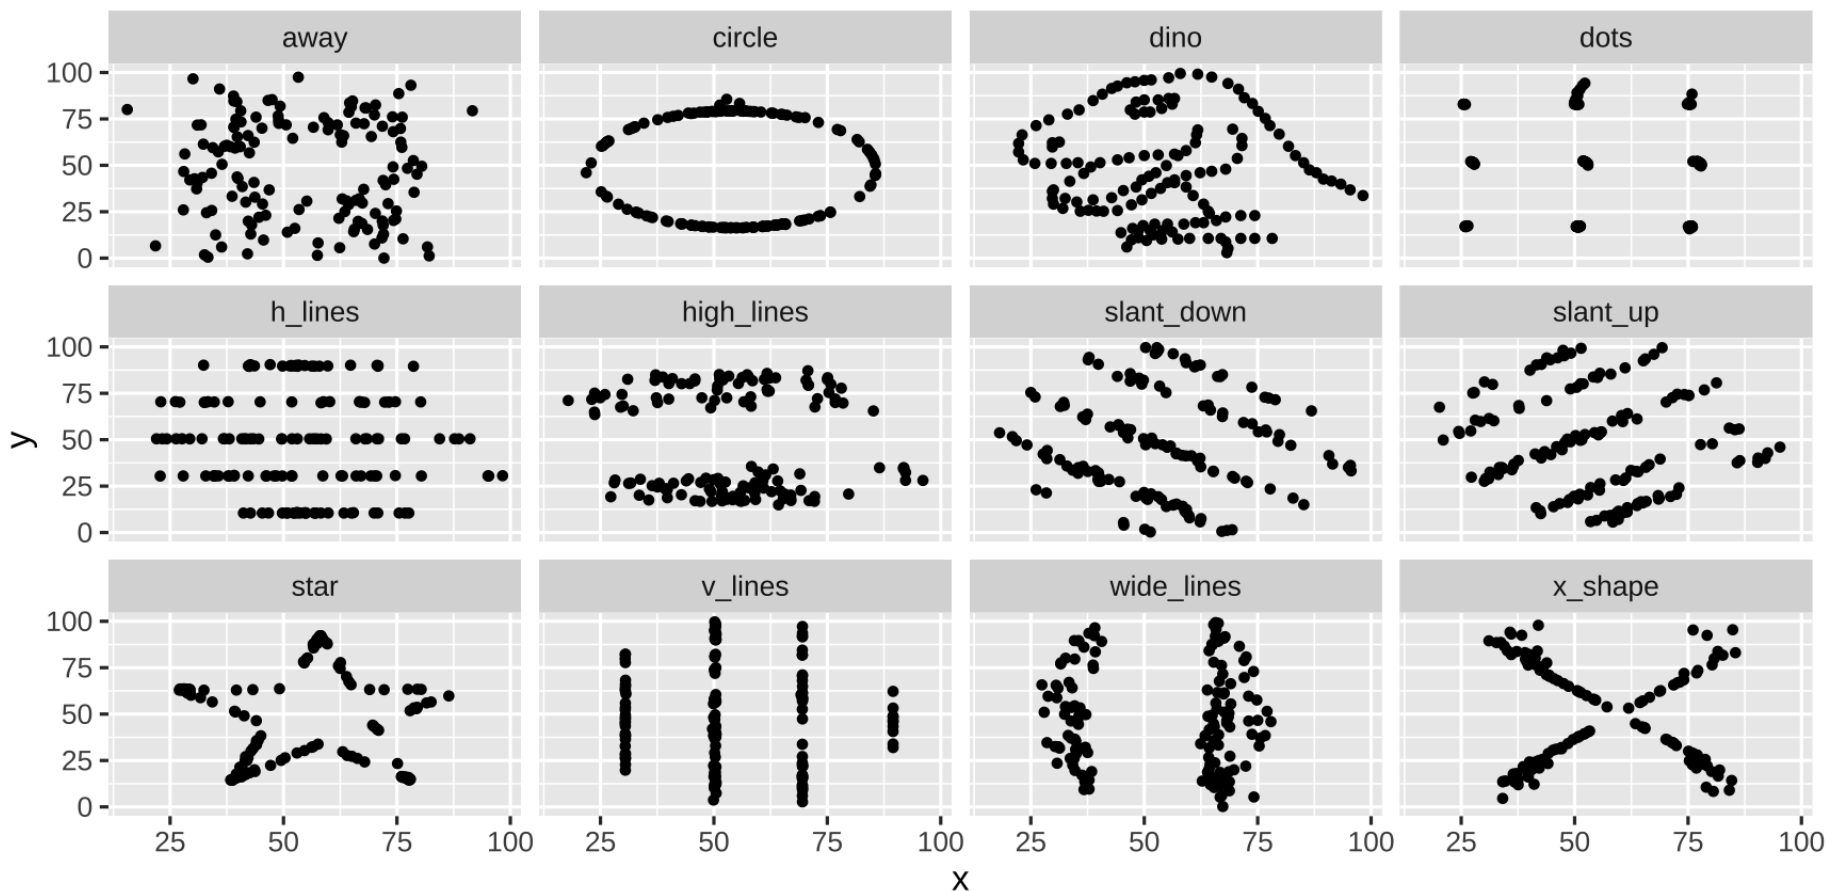 away circle dino dots
100
75
50
25
0
h_lines high_lines slant_down slant_up
100
75
50
25
0
y
star v_lines wide_lines x_shape
100
75
50
25
0
25 50 75 100 25 50 75 100 25 50 75 100 25 50 75 100
x